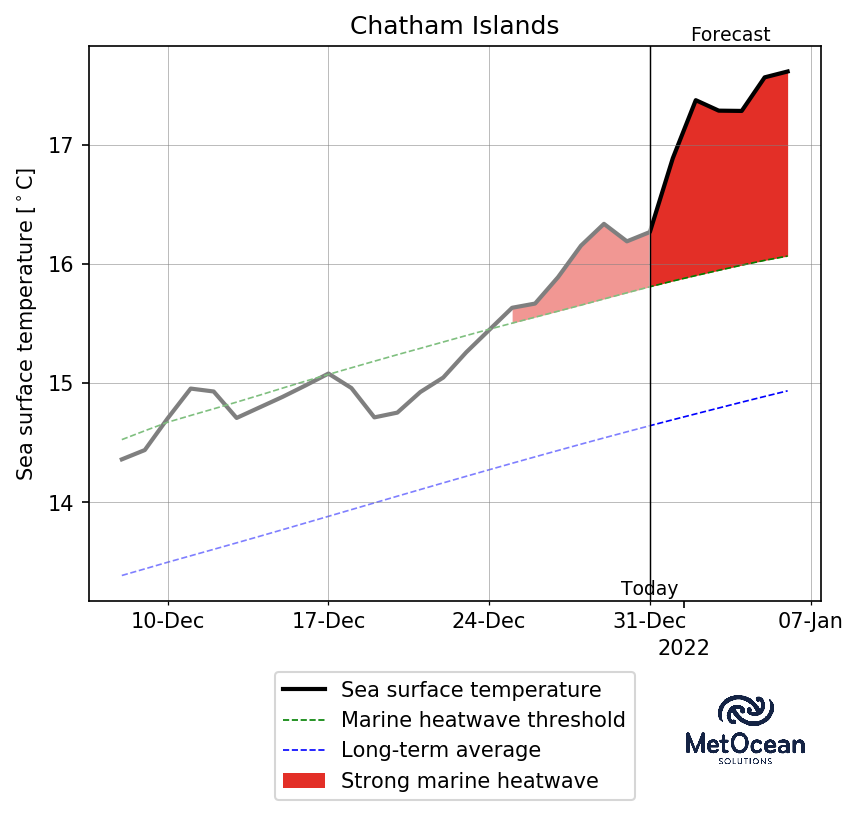 Chatham Islands
Forecast
Sea surface temperature [°C]
17
16
15
14
Today
10-Dec 17-Dec 24-Dec 31-Dec 07-Jan
2022
Sea surface temperature
Marine heatwave threshold
Long-term average
Strong marine heatwave
MetOcean
SOLUTIONS